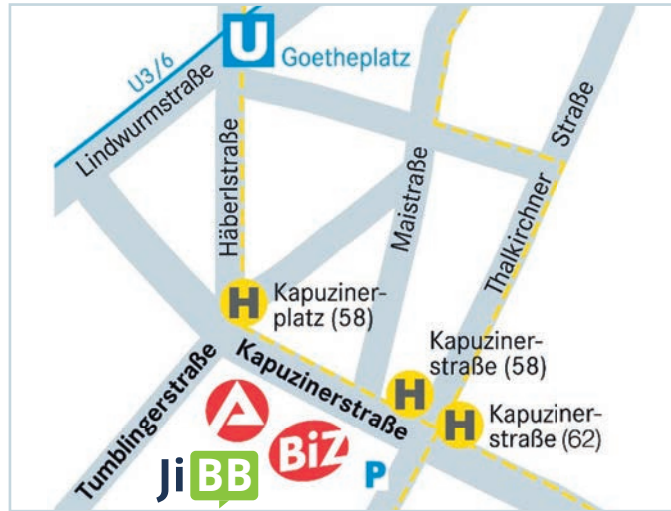 U
Goetheplatz
U3/6
Lindwurmstraße
Häberlstraße
Maistraße
Thalkirchner
Straße
H
Kapuziner-
platz (58)
Kapuziner-
straße (58)
H
H
Kapuziner-
straße (62)
Kapuzinerstraße
Tumblingerstraße
A
BiZ
JiBB
P